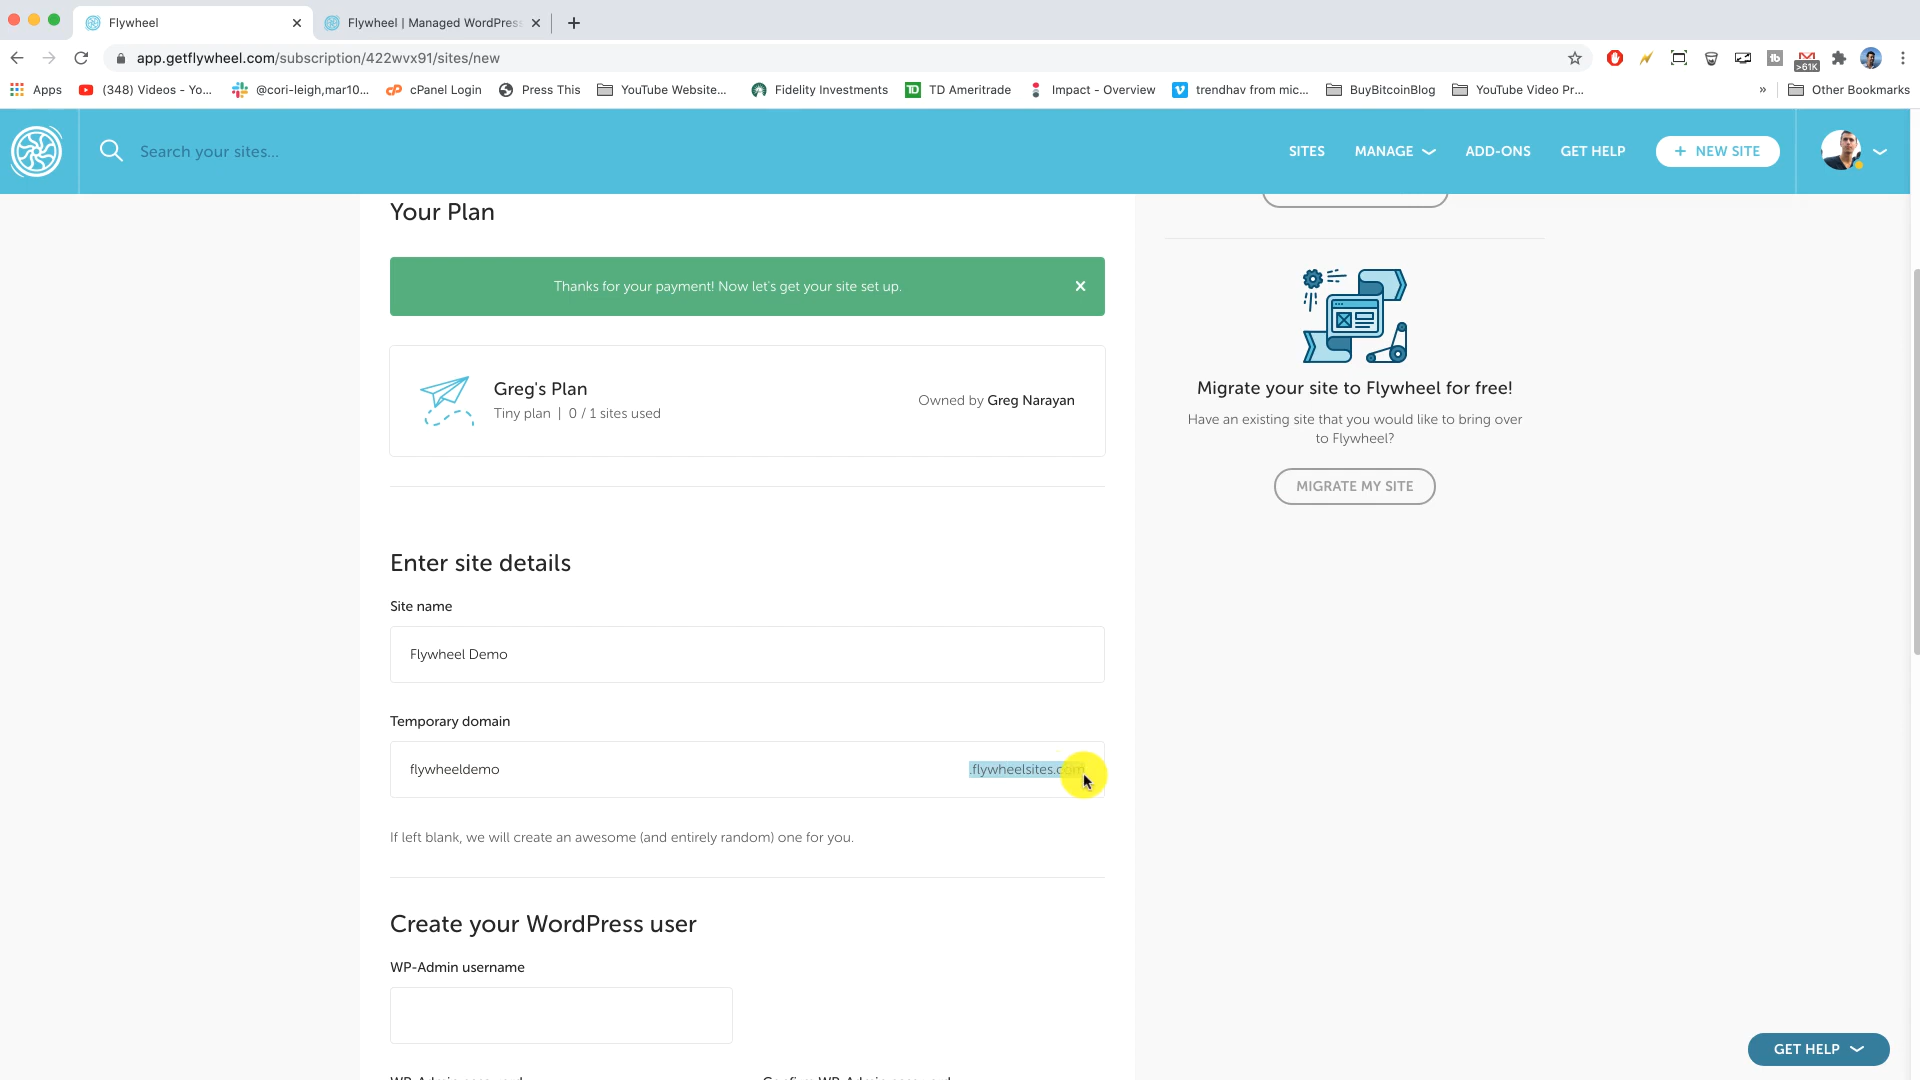 Flywheel
Flywheel | Managed WordPress
app.getflywheel.com/subscription/422wvx91/sites/new
>61K
Apps
(348) Videos - Yo...
@cori-leigh,mar10...
cPanel Login
Press This
YouTube Website...
Fidelity Investments
TD Ameritrade
Impact - Overview
trendhav from mic...
BuyBitcoinBlog
YouTube Video Pr...
»
Other Bookmarks
Search your sites...
SITES
MANAGE
ADD-ONS
GET HELP
+ NEW SITE
Your Plan
Thanks for your payment! Now let's get your site set up.
Greg's Plan
Tiny plan | 0 / 1 sites used
Owned by Greg Narayan
Migrate your site to Flywheel for free!
Have an existing site that you would like to bring over
to Flywheel?
MIGRATE MY SITE
Enter site details
Site name
Flywheel Demo
Temporary domain
flywheeldemo
.flywheelsites.com
If left blank, we will create an awesome (and entirely random) one for you.
Create your WordPress user
WP-Admin username
GET HELP